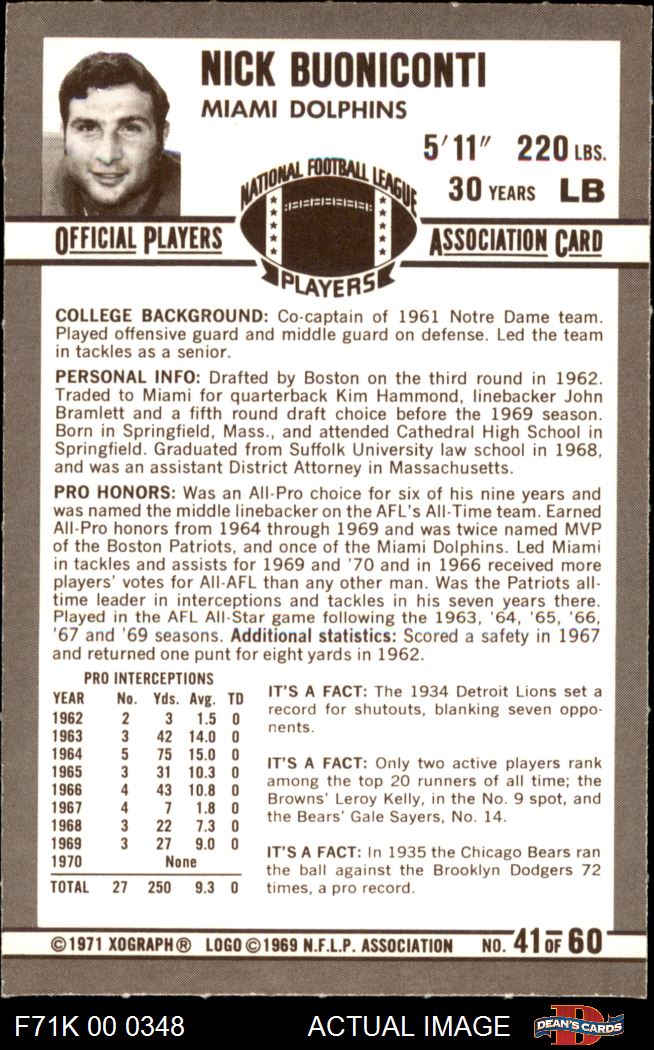 NICK BUONICONTI
MIAMI DOLPHINS
5'11" 220 LBS.
30 YEARS LB
NATIONAL FOOTBALL LEAGUE
OFFICIAL PLAYERS
ASSOCIATION CARD
PLAYERS
COLLEGE BACKGROUND: Co-captain of 1961 Notre Dame team.
Played offensive guard and middle guard on defense. Led the team
in tackles as a senior.
PERSONAL INFO: Drafted by Boston on the third round in 1962.
Traded to Miami for quarterback Kim Hammond, linebacker John
Bramlett and a fifth round draft choice before the 1969 season.
Born in Springfield, Mass., and attended Cathedral High School in
Springfield. Graduated from Suffolk University law school in 1968,
and was an assistant District Attorney in Massachusetts.
PRO HONORS: Was an All-Pro choice for six of his nine years and
was named the middle linebacker on the AFL's All-Time team. Earned
All-Pro honors from 1964 through 1969 and was twice named MVP
of the Boston Patriots, and once of the Miami Dolphins. Led Miami
in tackles and assists for 1969 and '70 and in 1966 received more
players' votes for All-AFL than any other man. Was the Patriots all-
time leader in interceptions and tackles in his seven years there.
Played in the AFL All-Star game following the 1963, '64, '65, '66,
'67 and '69 seasons. Additional statistics: Scored a safety in 1967
and returned one punt for eight yards in 1962.
PRO INTERCEPTIONS
YEAR No. Yds. Avg. TD
1962 2 3 1.5 0
1963 3 42 14.0 0
1964 5 75 15.0 0
1965 3 31 10.3 0
1966 4 43 10.8 0
1967 4 7 1.8 0
1968 3 22 7.3 0
1969 3 27 9.0 0
1970 None
TOTAL 27 250 9.3 0
IT'S A FACT: The 1934 Detroit Lions set a
record for shutouts, blanking seven oppo-
nents.
IT'S A FACT: Only two active players rank
among the top 20 runners of all time; the
Browns' Leroy Kelly, in the No. 9 spot, and
the Bears' Gale Sayers, No. 14.
IT'S A FACT: In 1935 the Chicago Bears ran
the ball against the Brooklyn Dodgers 72
times, a pro record.
©1971 XOGRAPH® LOGO ©1969 N.F.L.P. ASSOCIATION NO. 41 OF 60
F71K 00 0348 ACTUAL IMAGE
D
DEAN'S CARDS